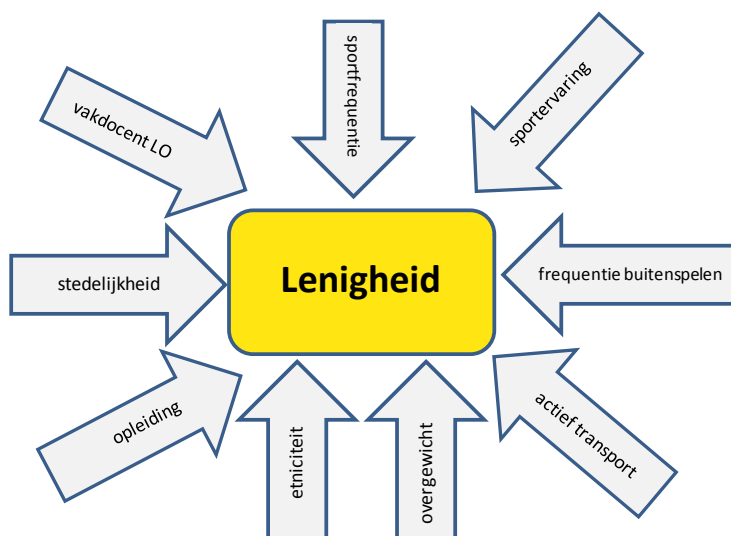 sportfrequentie
sportervaring
vakdocent LO
stedelijkheid
Lenigheid
frequentie buitenspelen
opleiding
etniciteit
overgewicht
actief transport